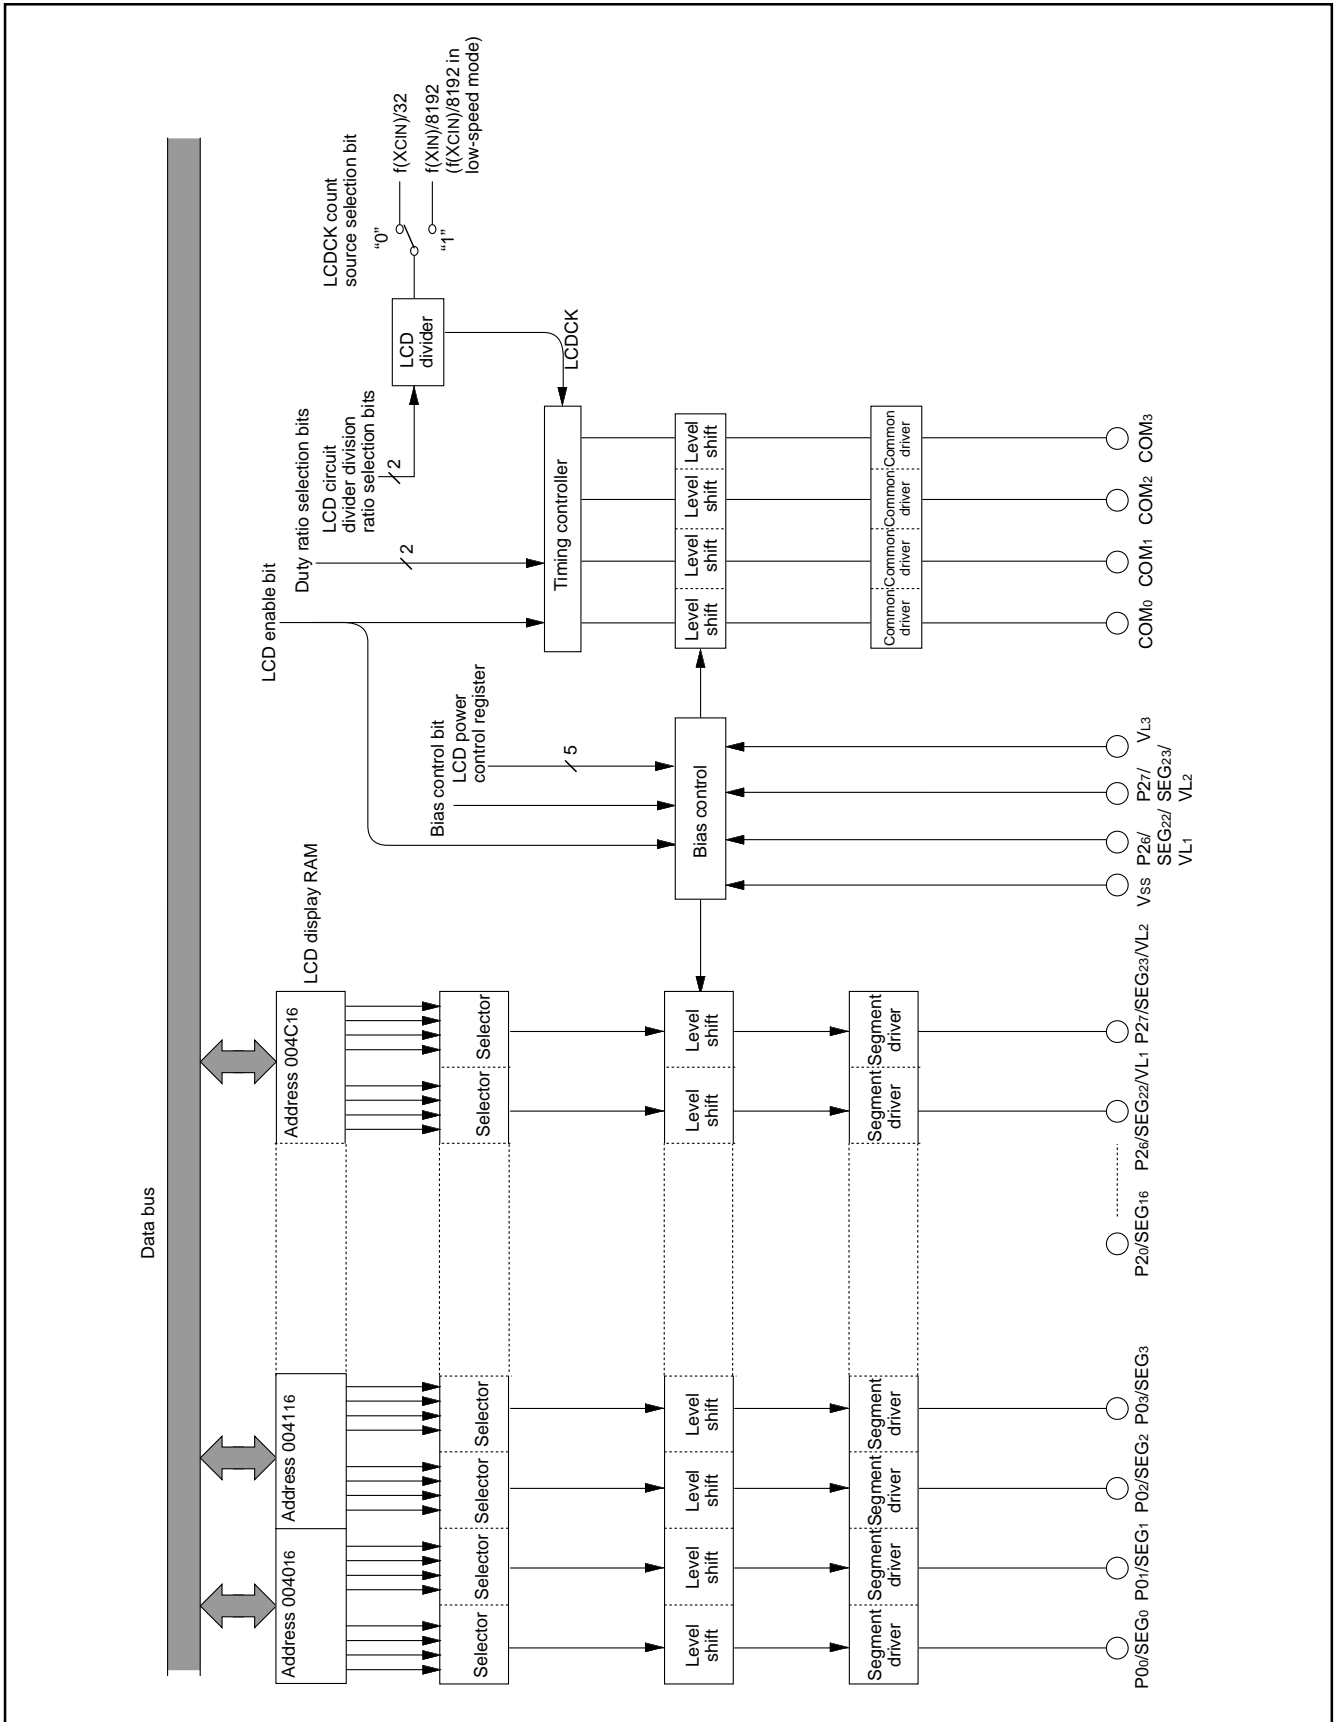 Data bus
LCD display RAM
Address 004016
Address 004116
Address 004C16
Selector
Selector
Selector
Selector
Selector
Selector
Level
shift
Level
shift
Level
shift
Level
shift
Level
shift
Level
shift
Segment
driver
Segment
driver
Segment
driver
Segment
driver
Segment
driver
Segment
driver
P00/SEG0
P01/SEG1
P02/SEG2
P03/SEG3
P20/SEG16
P26/SEG22/VL1
P27/SEG23/VL2
LCD enable bit
Bias control bit
LCD power
control register
5
Bias control
VSS
P26/
SEG22/
VL1
P27/
SEG23/
VL2
VL3
Duty ratio selection bits
2
LCD circuit
divider division
ratio selection bits
2
LCD
divider
LCDCK count
source selection bit
“0”
“1”
f(XCIN)/32
f(XIN)/8192
(f(XCIN)/8192 in
low-speed mode)
LCDCK
Timing controller
Level
shift
Level
shift
Level
shift
Level
shift
Common
driver
Common
driver
Common
driver
Common
driver
COM0
COM1
COM2
COM3